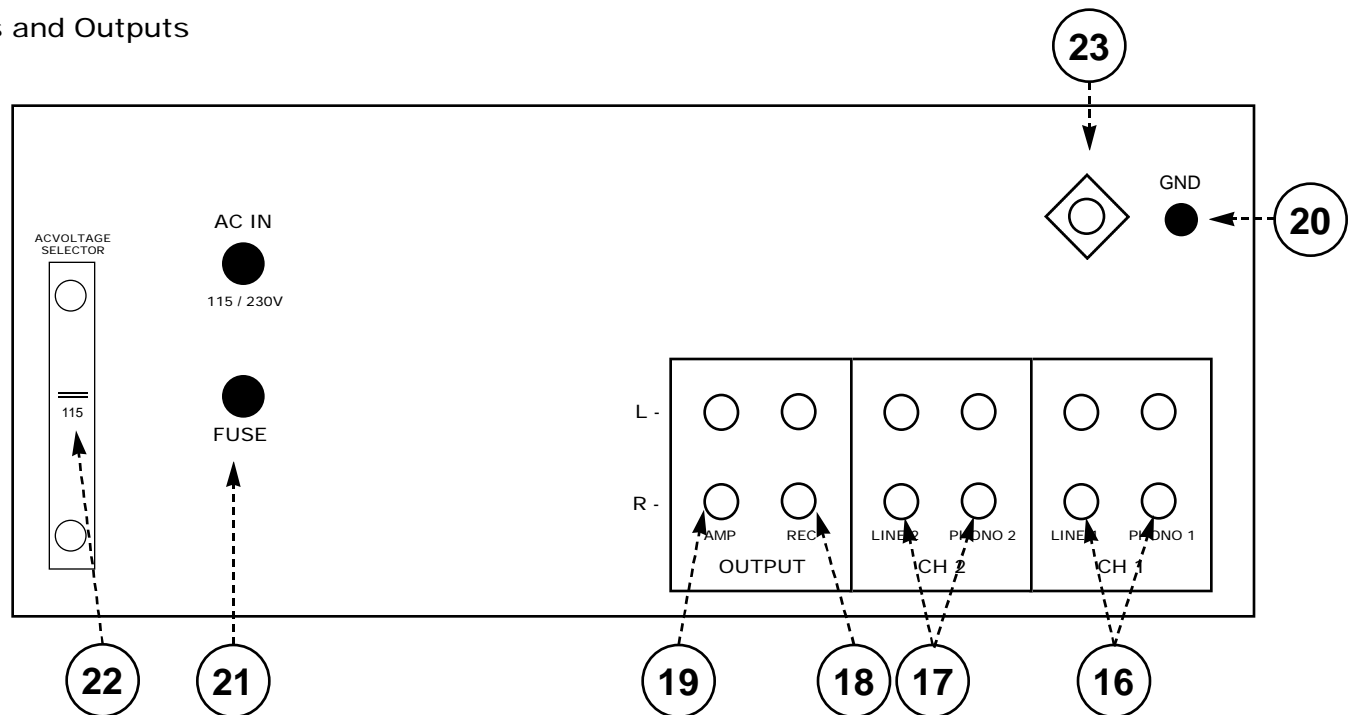 and Outputs
23
GND
20
AC IN
ACVOLTAGE
SELECTOR
115 / 230V
115
FUSE
L -
R -
AMP REC LINE 2 PHONO 2 LINE 1 PHONO 1
OUTPUT CH 2 CH 1
22 21 19 18 17 16